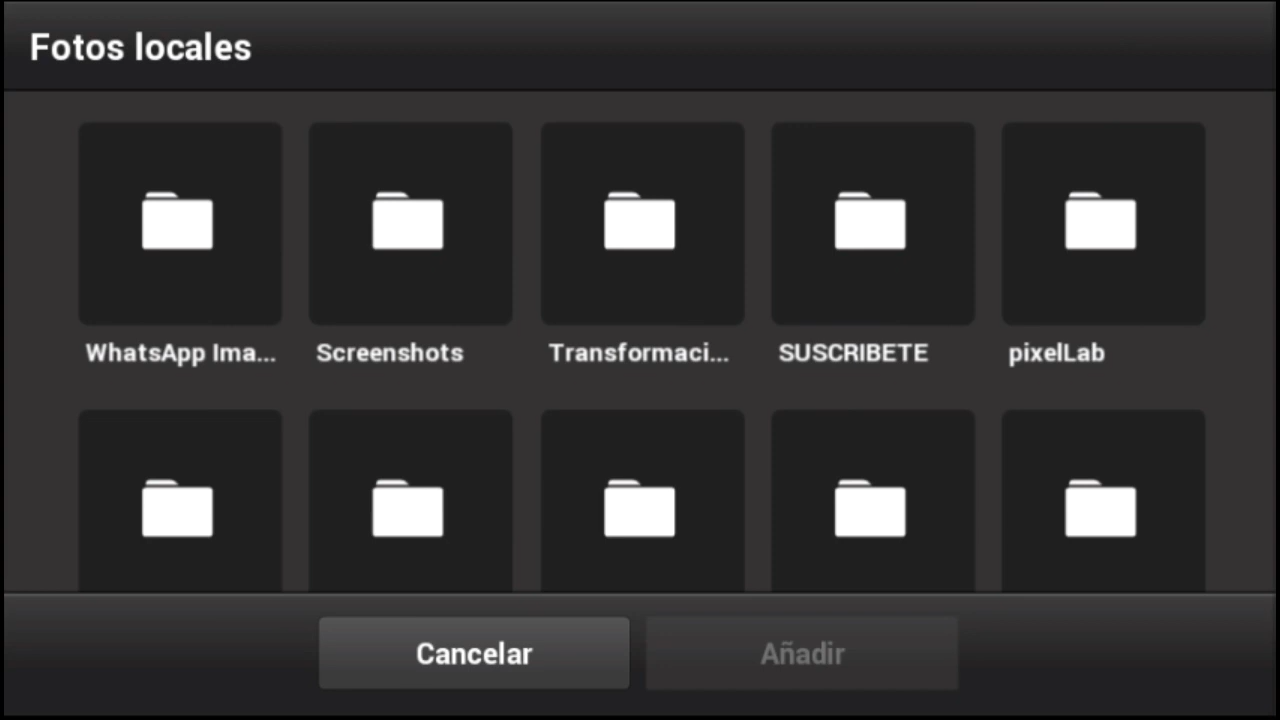 Fotos locales
WhatsApp Ima...
Screenshots
Transformaci...
SUSCRIBETE
pixelLab
Cancelar
Añadir